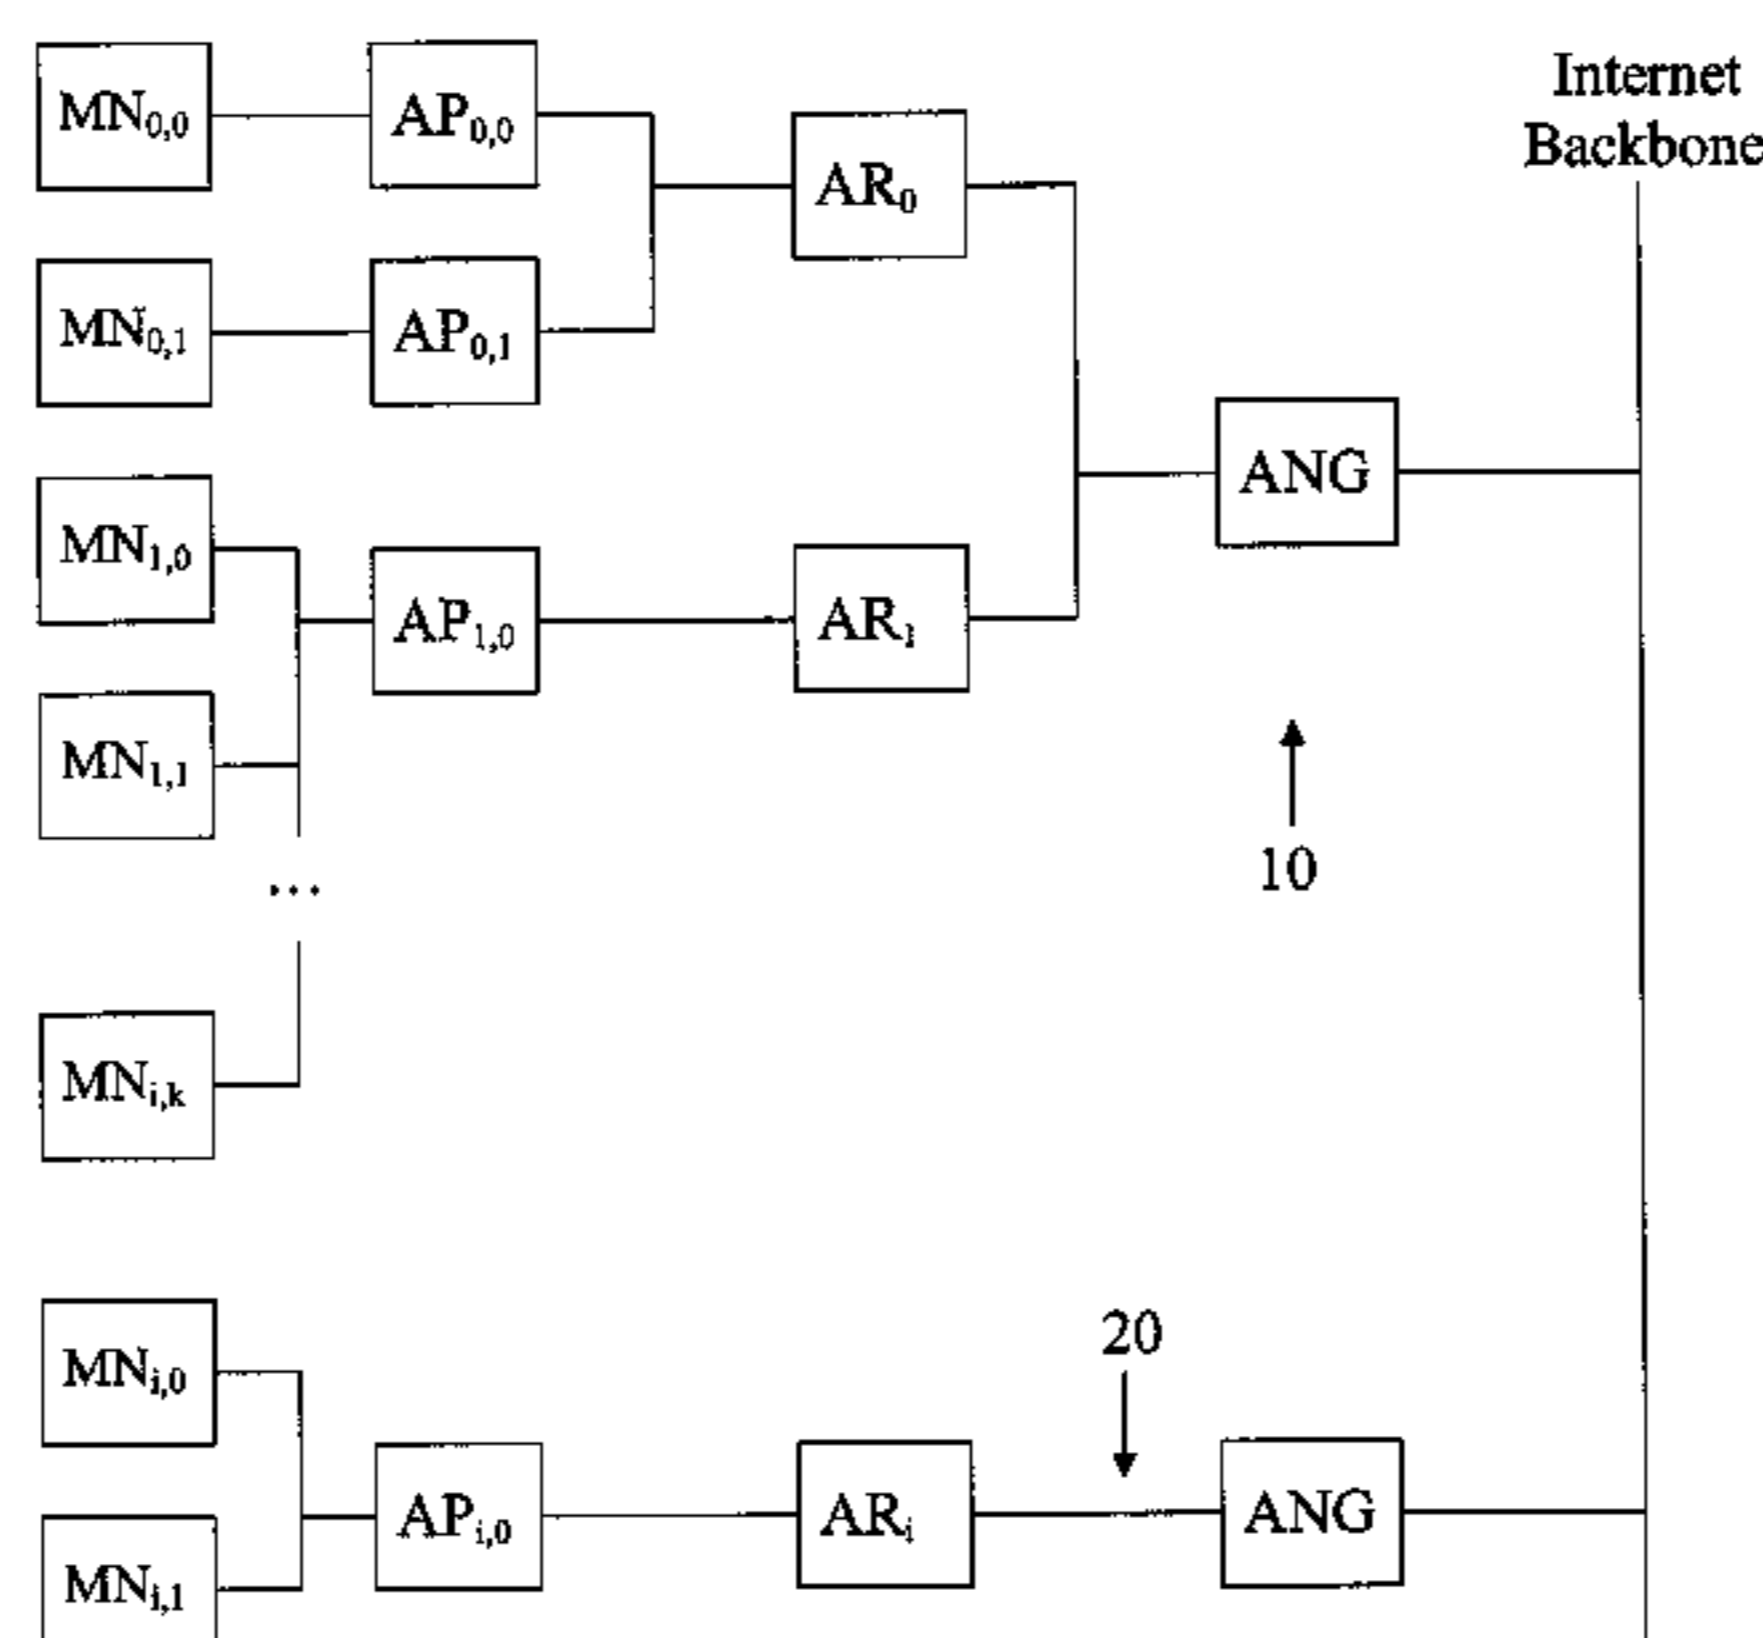 Internet
Backbone
MN0,0
AP0,0
AR0
MN0,1
AP0,1
ANG
MN1,0
AP1,0
AR1
MN1,1
10
...
MNi,k
20
MNi,0
APi,0
ARi
ANG
MNi,1